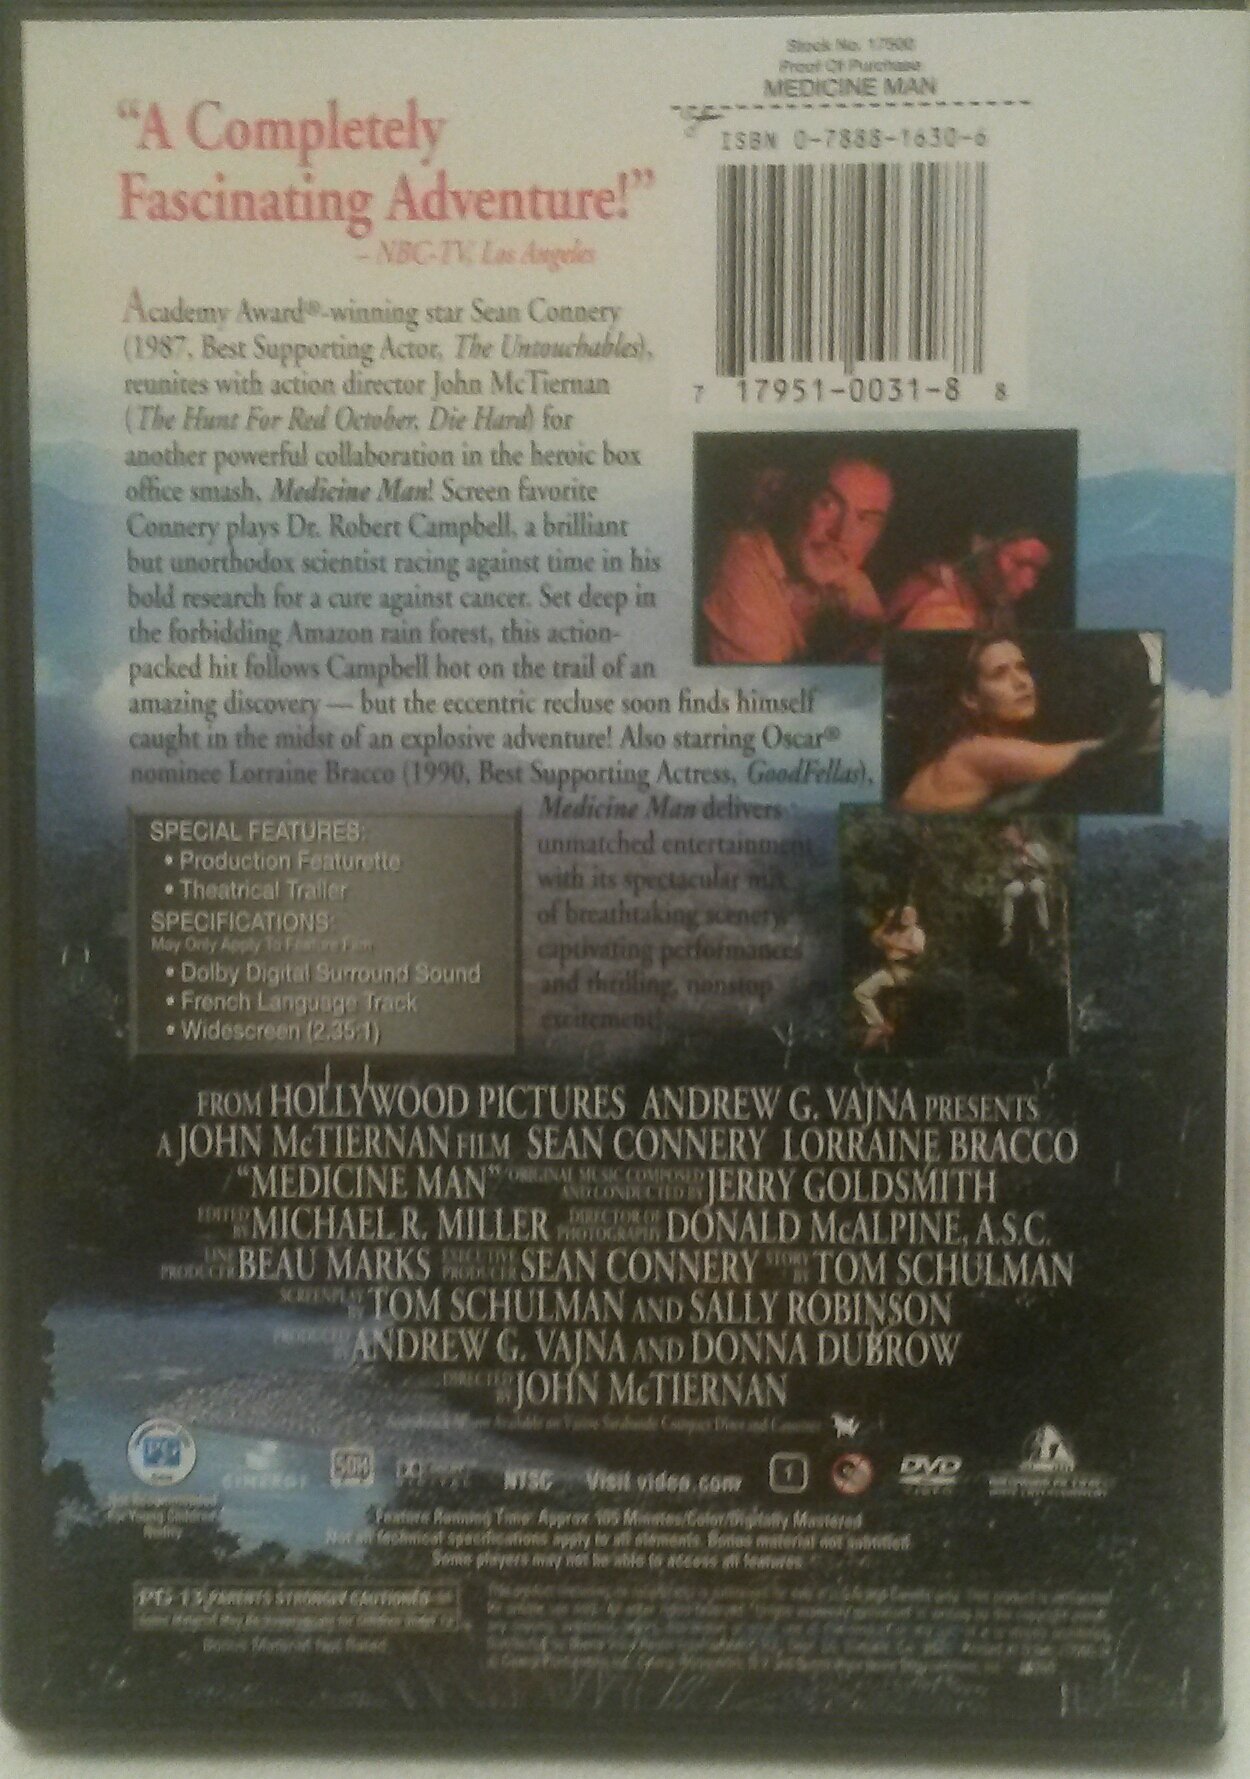 Stock No. 17500
Proof Of Purchase
MEDICINE MAN
ISBN 0-7888-1630-6
7 17951-0031-8 8
“A Completely
Fascinating Adventure!”
– NBC-TV, Los Angeles
Academy Award®-winning star Sean Connery
(1987, Best Supporting Actor, The Untouchables),
reunites with action director John McTiernan
(The Hunt For Red October, Die Hard) for
another powerful collaboration in the heroic box
office smash, Medicine Man! Screen favorite
Connery plays Dr. Robert Campbell, a brilliant
but unorthodox scientist racing against time in his
bold research for a cure against cancer. Set deep in
the forbidding Amazon rain forest, this action-
packed hit follows Campbell hot on the trail of an
amazing discovery — but the eccentric recluse soon finds himself
caught in the midst of an explosive adventure! Also starring Oscar®
nominee Lorraine Bracco (1990, Best Supporting Actress, GoodFellas),
Medicine Man delivers
unmatched entertainment
with its spectacular mix
of breathtaking scenery,
captivating performances
and thrilling, nonstop
excitement!
SPECIAL FEATURES:
• Production Featurette
• Theatrical Trailer
SPECIFICATIONS:
May Only Apply To Feature Film
• Dolby Digital Surround Sound
• French Language Track
• Widescreen (2.35:1)
FROM HOLLYWOOD PICTURES ANDREW G. VAJNA PRESENTS
A JOHN McTIERNAN FILM SEAN CONNERY LORRAINE BRACCO
“MEDICINE MAN” ORIGINAL MUSIC COMPOSED AND CONDUCTED BY JERRY GOLDSMITH
EDITED BY MICHAEL R. MILLER DIRECTOR OF PHOTOGRAPHY DONALD McALPINE, A.S.C.
LINE PRODUCER BEAU MARKS EXECUTIVE PRODUCER SEAN CONNERY STORY BY TOM SCHULMAN
SCREENPLAY BY TOM SCHULMAN AND SALLY ROBINSON
PRODUCED BY ANDREW G. VAJNA AND DONNA DUBROW
DIRECTED BY JOHN McTIERNAN
CINERGI NTSC Visit video.com 1 DVD
Feature Running Time: Approx. 105 Minutes/Color/Digitally Mastered
Not all technical specifications apply to all elements. Bonus material not subtitled.
Some players may not be able to access all features.
PG-13 PARENTS STRONGLY CAUTIONED
Bonus Material Not Rated